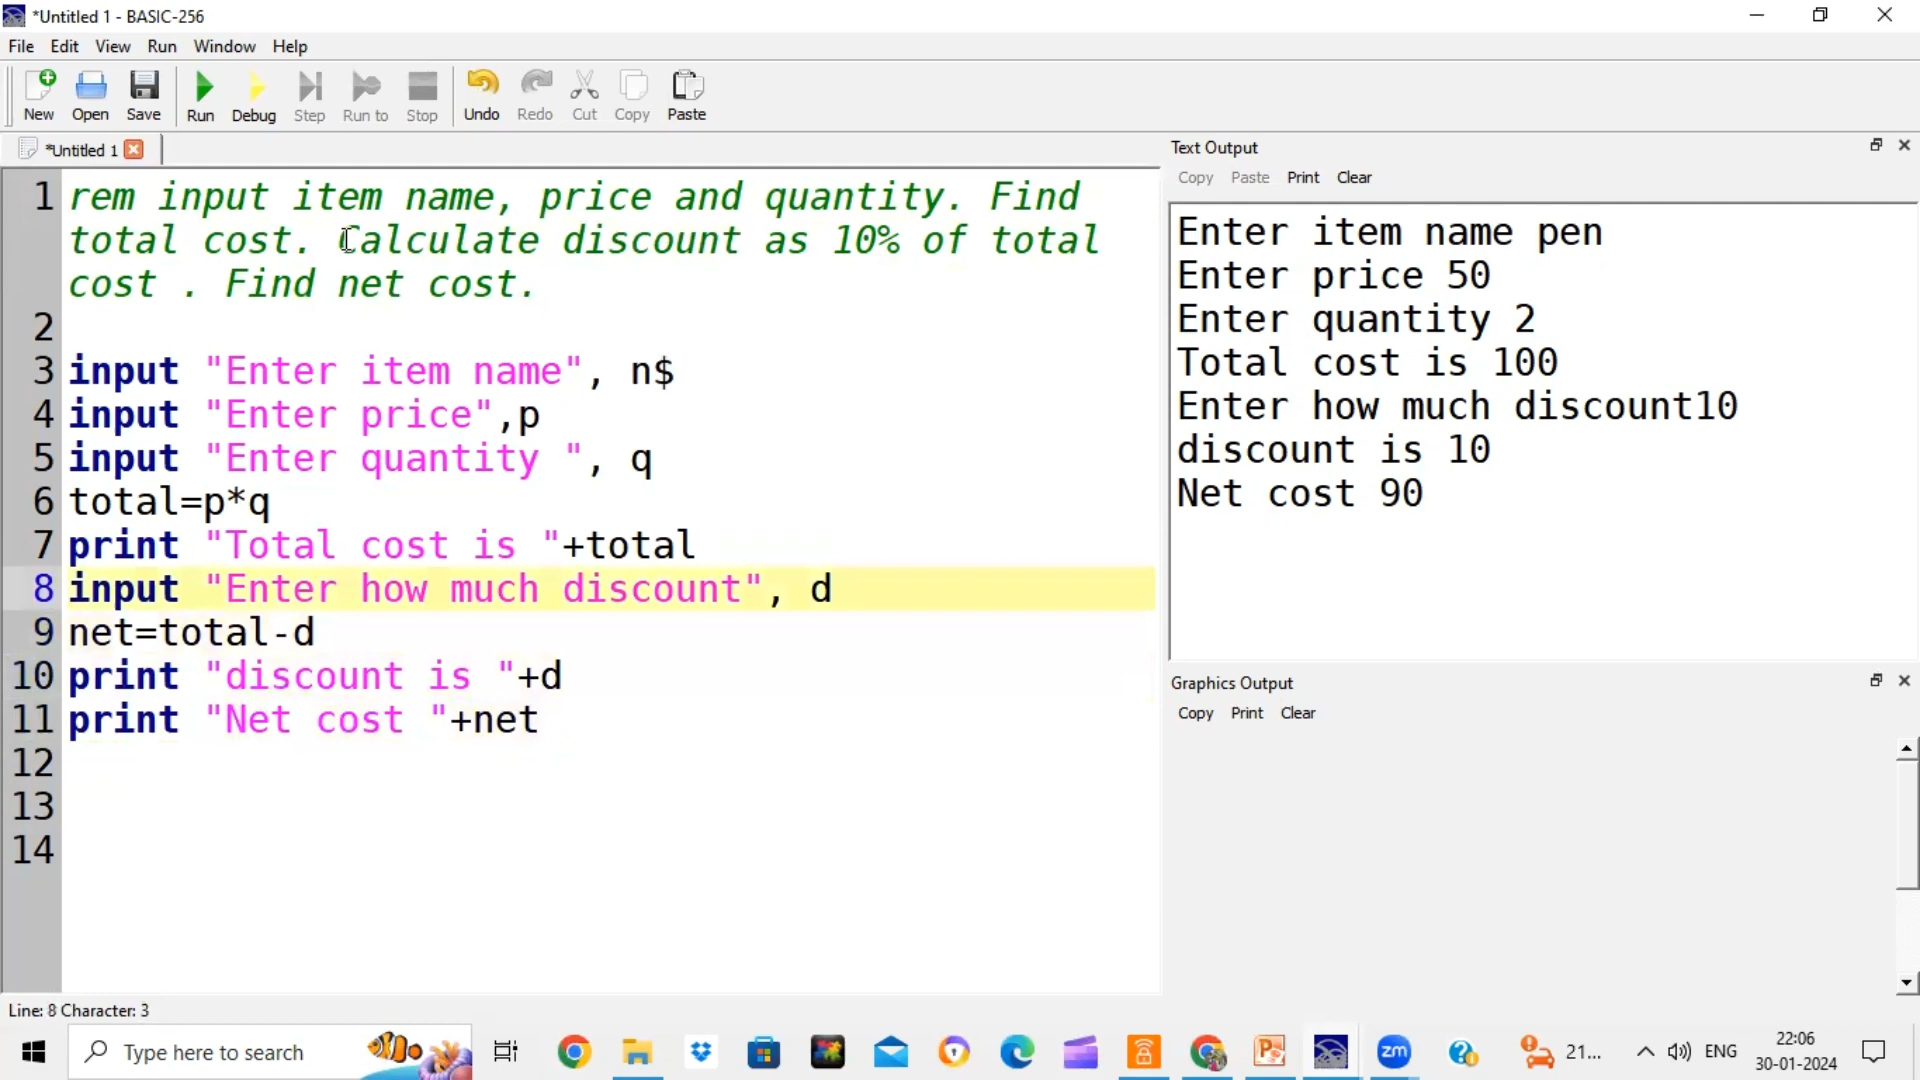 *Untitled 1 - BASIC-256
File Edit View Run Window Help
New Open Save Run Debug Step Run to Stop Undo Redo Cut Copy Paste
*Untitled 1
1 rem input item name, price and quantity. Find
total cost. Calculate discount as 10% of total
cost . Find net cost.
2
3 input "Enter item name", n$
4 input "Enter price",p
5 input "Enter quantity ", q
6 total=p*q
7 print "Total cost is "+total
8 input "Enter how much discount", d
9 net=total-d
10 print "discount is "+d
11 print "Net cost "+net
12
13
14
Text Output
Copy Paste Print Clear
Enter item name pen
Enter price 50
Enter quantity 2
Total cost is 100
Enter how much discount10
discount is 10
Net cost 90
Graphics Output
Copy Print Clear
Line: 8 Character: 3
Type here to search
zm
21...
ENG
22:06
30-01-2024